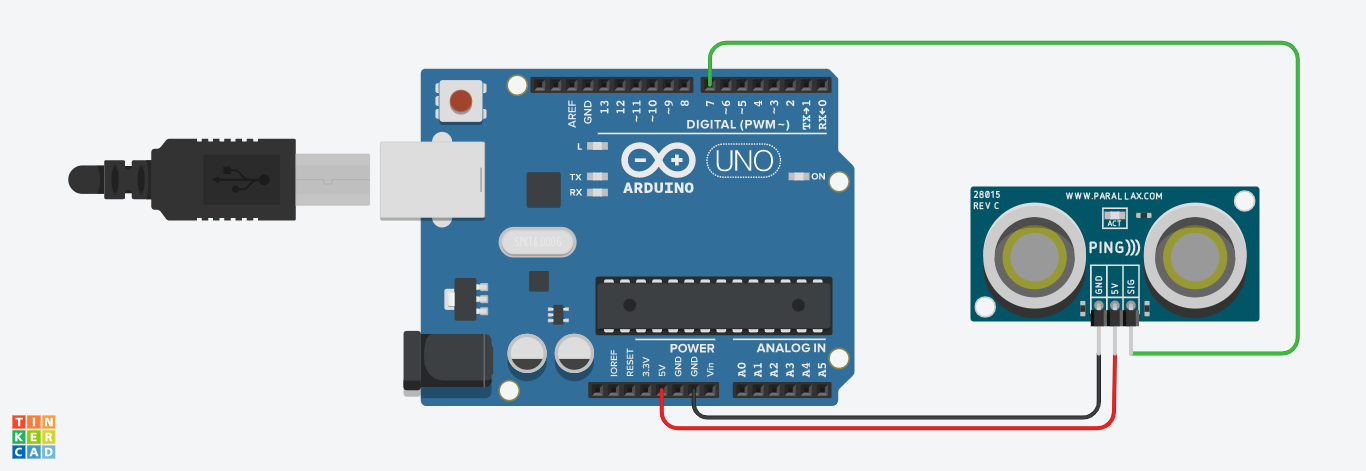 AREF
GND
13
12
~11
~10
~9
8
7
~6
~5
4
~3
2
TX→1
RX←0
DIGITAL (PWM~)
L
TX
RX
ARDUINO
UNO
ON
POWER
ANALOG IN
IOREF
RESET
3.3V
5V
GND
GND
Vin
A0
A1
A2
A3
A4
A5
28015
REV C
WWW.PARALLAX.COM
ACT
PING)))
GND
5V
SIG
TIN
KER
CAD